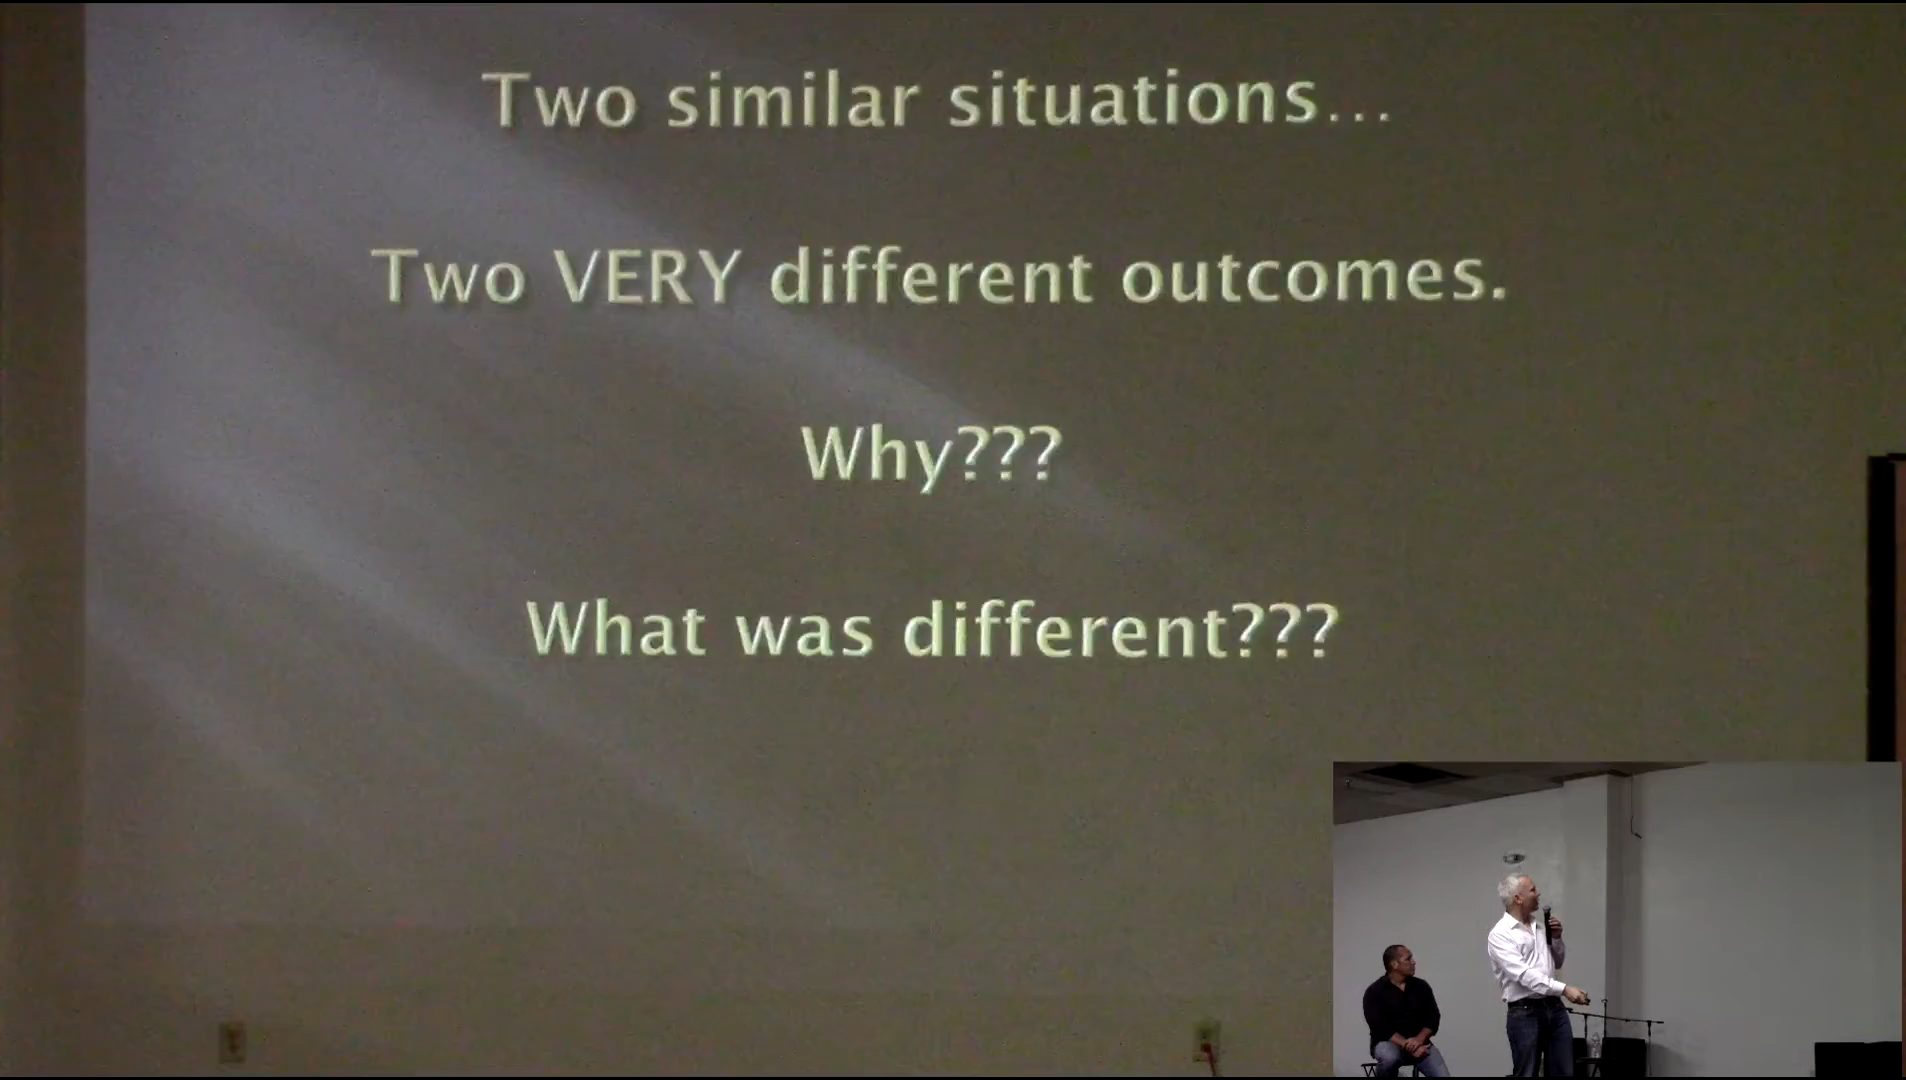 Two similar situations...
Two VERY different outcomes.
Why???
What was different???